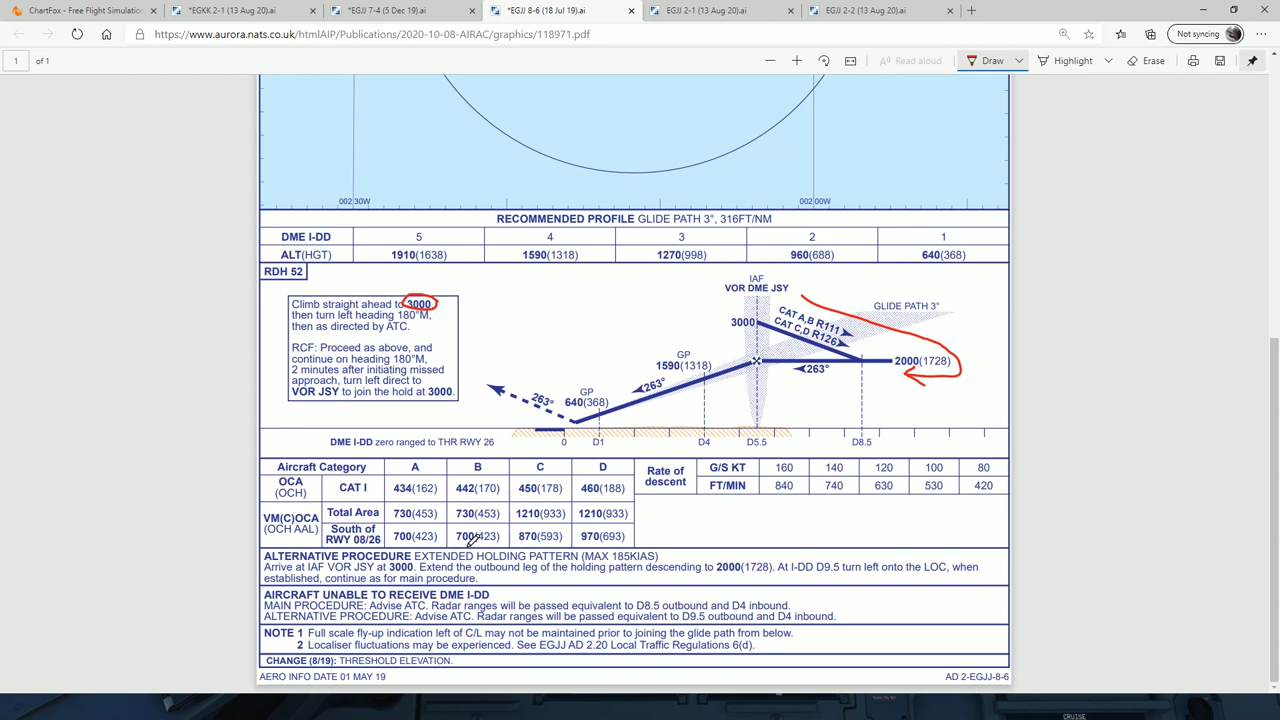 ChartFox - Free Flight Simulation
*EGKK 2-1 (13 Aug 20).ai
*EGJJ 7-4 (5 Dec 19).ai
*EGJJ 8-6 (18 Jul 19).ai
EGJJ 2-1 (13 Aug 20).ai
EGJJ 2-2 (13 Aug 20).ai
https://www.aurora.nats.co.uk/htmlAIP/Publications/2020-10-08-AIRAC/graphics/118971.pdf
Not syncing
1 of 1
Read aloud
Draw
Highlight
Erase
002 30W
002 00W
RECOMMENDED PROFILE GLIDE PATH 3°, 316FT/NM
DME I-DD 5 4 3 2 1
ALT(HGT) 1910(1638) 1590(1318) 1270(998) 960(688) 640(368)
RDH 52
Climb straight ahead to 3000,
then turn left heading 180°M,
then as directed by ATC.
RCF: Proceed as above, and
continue on heading 180°M,
2 minutes after initiating missed
approach, turn left direct to
VOR JSY to join the hold at 3000.
IAF
VOR DME JSY
3000
CAT A,B R111
CAT C,D R126
GLIDE PATH 3°
2000(1728)
263°
GP
1590(1318)
263°
GP
640(368)
263°
DME I-DD zero ranged to THR RWY 26
0 D1 D4 D5.5 D8.5
Aircraft Category A B C D
OCA
(OCH)
CAT I 434(162) 442(170) 450(178) 460(188)
VM(C)OCA
(OCH AAL)
Total Area 730(453) 730(453) 1210(933) 1210(933)
South of
RWY 08/26 700(423) 700(423) 870(593) 970(693)
Rate of
descent
G/S KT 160 140 120 100 80
FT/MIN 840 740 630 530 420
ALTERNATIVE PROCEDURE EXTENDED HOLDING PATTERN (MAX 185KIAS)
Arrive at IAF VOR JSY at 3000. Extend the outbound leg of the holding pattern descending to 2000(1728). At I-DD D9.5 turn left onto the LOC, when
established, continue as for main procedure.
AIRCRAFT UNABLE TO RECEIVE DME I-DD
MAIN PROCEDURE: Advise ATC. Radar ranges will be passed equivalent to D8.5 outbound and D4 inbound.
ALTERNATIVE PROCEDURE: Advise ATC. Radar ranges will be passed equivalent to D9.5 outbound and D4 inbound.
NOTE 1 Full scale fly-up indication left of C/L may not be maintained prior to joining the glide path from below.
2 Localiser fluctuations may be experienced. See EGJJ AD 2.20 Local Traffic Regulations 6(d).
CHANGE (8/19): THRESHOLD ELEVATION.
AERO INFO DATE 01 MAY 19
AD 2-EGJJ-8-6
CRUISE